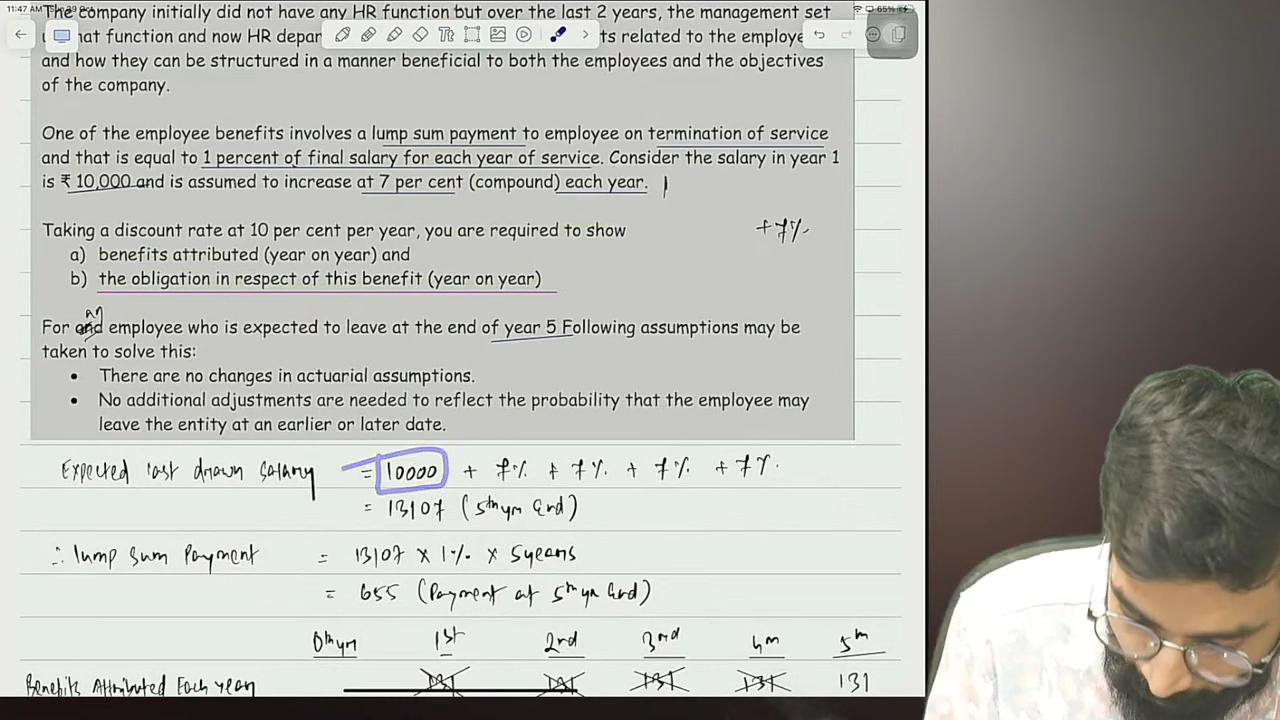 11:47 AM
65%
The company initially did not have any HR function but over the last 2 years, the management set
that function and now HR depar ts related to the employe
and how they can be structured in a manner beneficial to both the employees and the objectives
of the company.
One of the employee benefits involves a lump sum payment to employee on termination of service
and that is equal to 1 percent of final salary for each year of service. Consider the salary in year 1
is ₹ 10,000 and is assumed to increase at 7 per cent (compound) each year.
Taking a discount rate at 10 per cent per year, you are required to show
+7%
a) benefits attributed (year on year) and
b) the obligation in respect of this benefit (year on year)
an
For and employee who is expected to leave at the end of year 5 Following assumptions may be
taken to solve this:
• There are no changes in actuarial assumptions.
• No additional adjustments are needed to reflect the probability that the employee may
leave the entity at an earlier or later date.
Expected last drawn salary = 10000 + 7% + 7% + 7% + 7%.
= 13107 (5th yr End)
∴ lump sum Payment = 13107 × 1% × 5years
= 655 (Payment at 5th yr End)
0th yr 1st 2nd 3rd 4th 5th
Benefits Attributed Each year 131 131 131 131 131